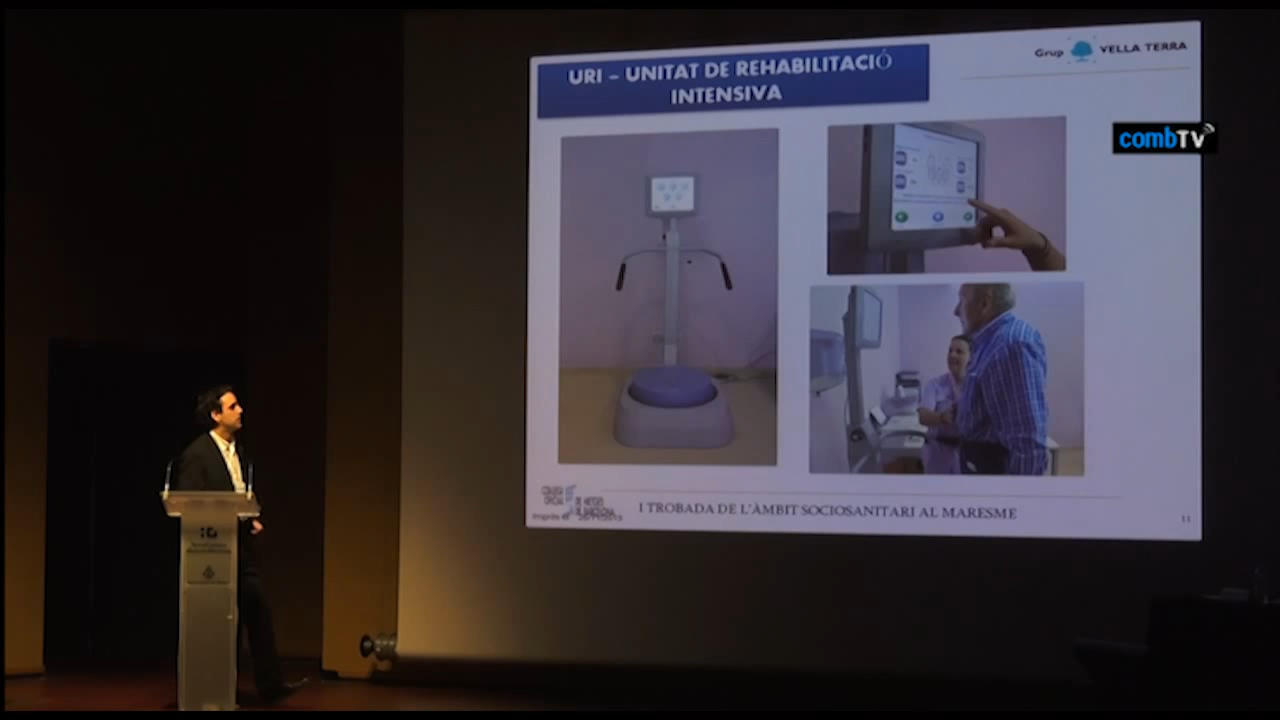 URI – UNITAT DE REHABILITACIÓ
INTENSIVA
Grup VELLA TERRA
combTV
I TROBADA DE L'ÀMBIT SOCIOSANITARI AL MARESME
11